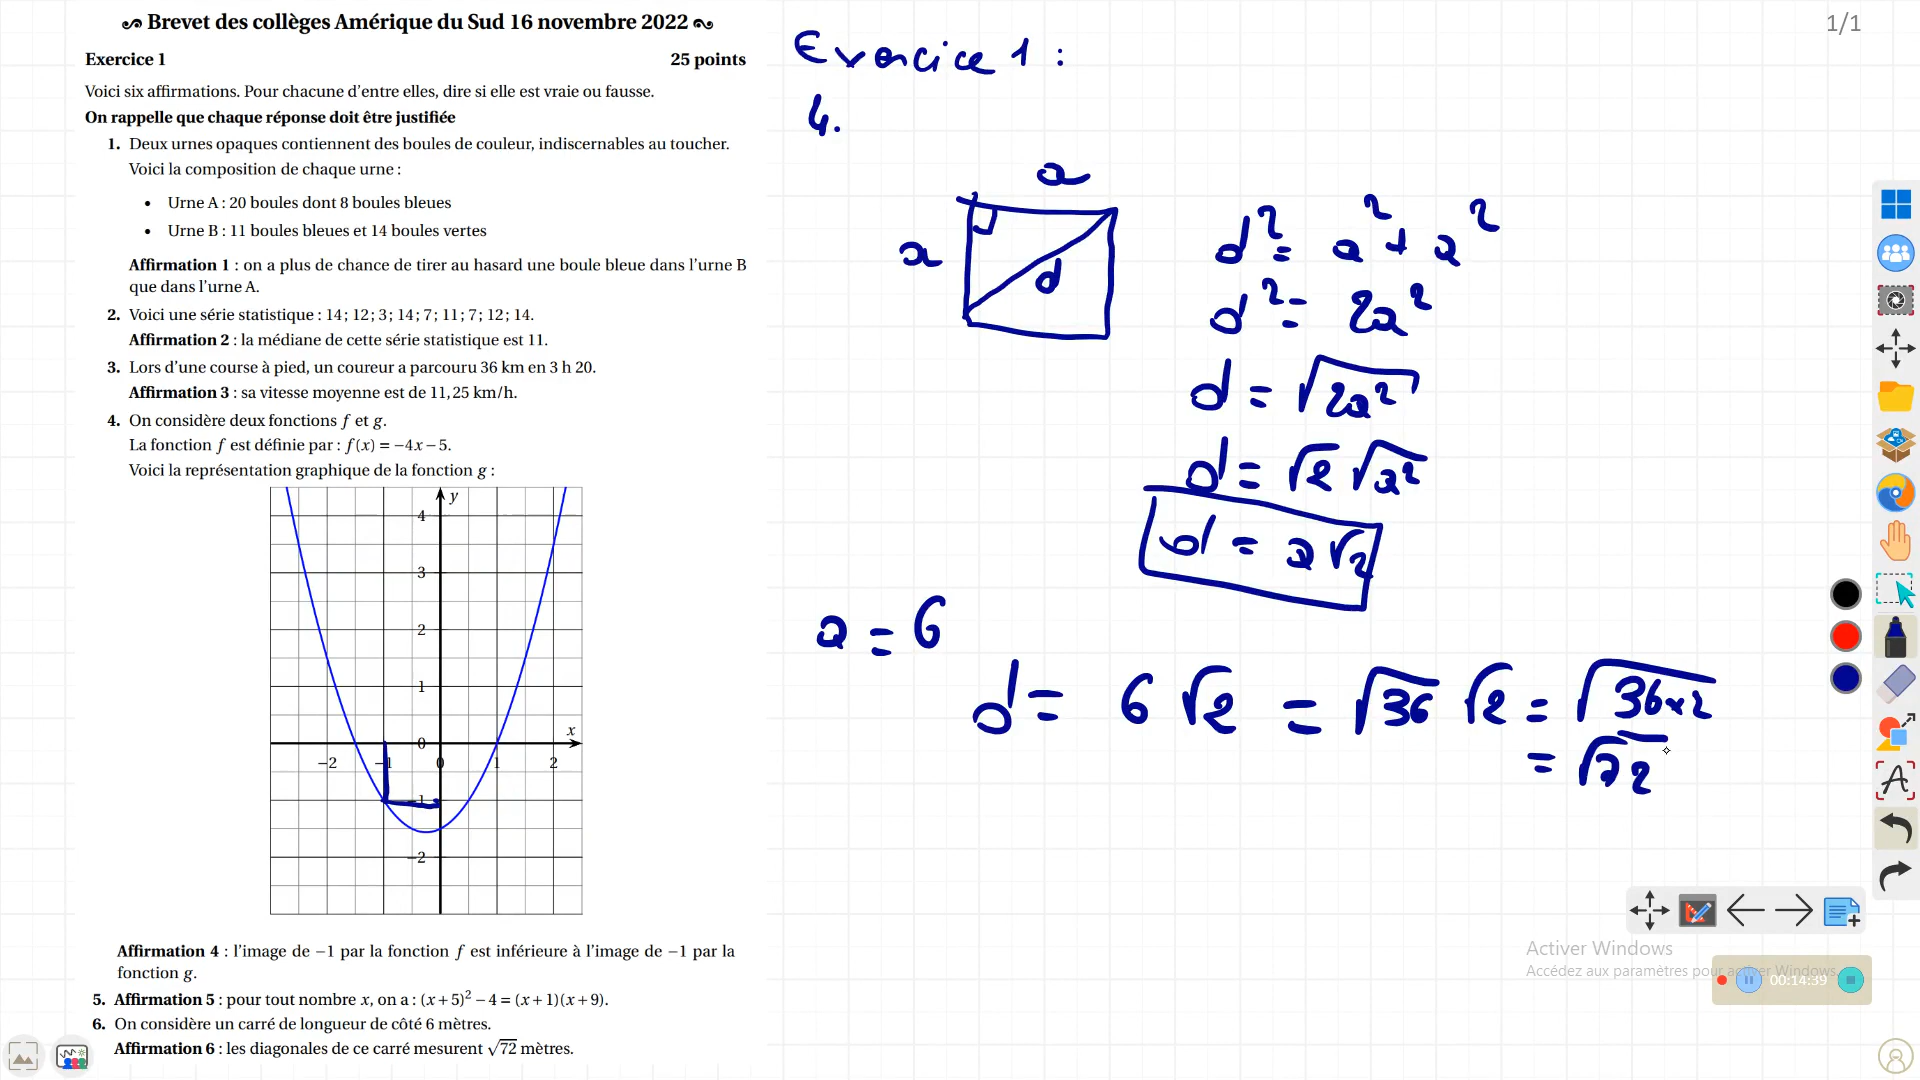 Brevet des collèges Amérique du Sud 16 novembre 2022
Exercice 1 25 points
Voici six affirmations. Pour chacune d'entre elles, dire si elle est vraie ou fausse.
On rappelle que chaque réponse doit être justifiée
1. Deux urnes opaques contiennent des boules de couleur, indiscernables au toucher.
Voici la composition de chaque urne :
• Urne A : 20 boules dont 8 boules bleues
• Urne B : 11 boules bleues et 14 boules vertes
Affirmation 1 : on a plus de chance de tirer au hasard une boule bleue dans l'urne B
que dans l'urne A.
2. Voici une série statistique : 14 ; 12 ; 3 ; 14 ; 7 ; 11 ; 7 ; 12 ; 14.
Affirmation 2 : la médiane de cette série statistique est 11.
3. Lors d'une course à pied, un coureur a parcouru 36 km en 3 h 20.
Affirmation 3 : sa vitesse moyenne est de 11,25 km/h.
4. On considère deux fonctions f et g.
La fonction f est définie par : f(x) = −4x − 5.
Voici la représentation graphique de la fonction g :
y
4
3
2
1
0
x
−2 −1 0 1 2
−1
−2
Affirmation 4 : l'image de −1 par la fonction f est inférieure à l'image de −1 par la
fonction g.
5. Affirmation 5 : pour tout nombre x, on a : (x + 5)² − 4 = (x + 1)(x + 9).
6. On considère un carré de longueur de côté 6 mètres.
Affirmation 6 : les diagonales de ce carré mesurent √72 mètres.
Exercice 1 :
4.
a
a
d
d² = a² + a²
d² = 2a²
d = √2a²
d = √2 √a²
d = a√2
a = 6
d = 6 √2 = √36 √2 = √36×2
= √72
1/1
Activer Windows
Accédez aux paramètres pour activer Windows.
00:14:39